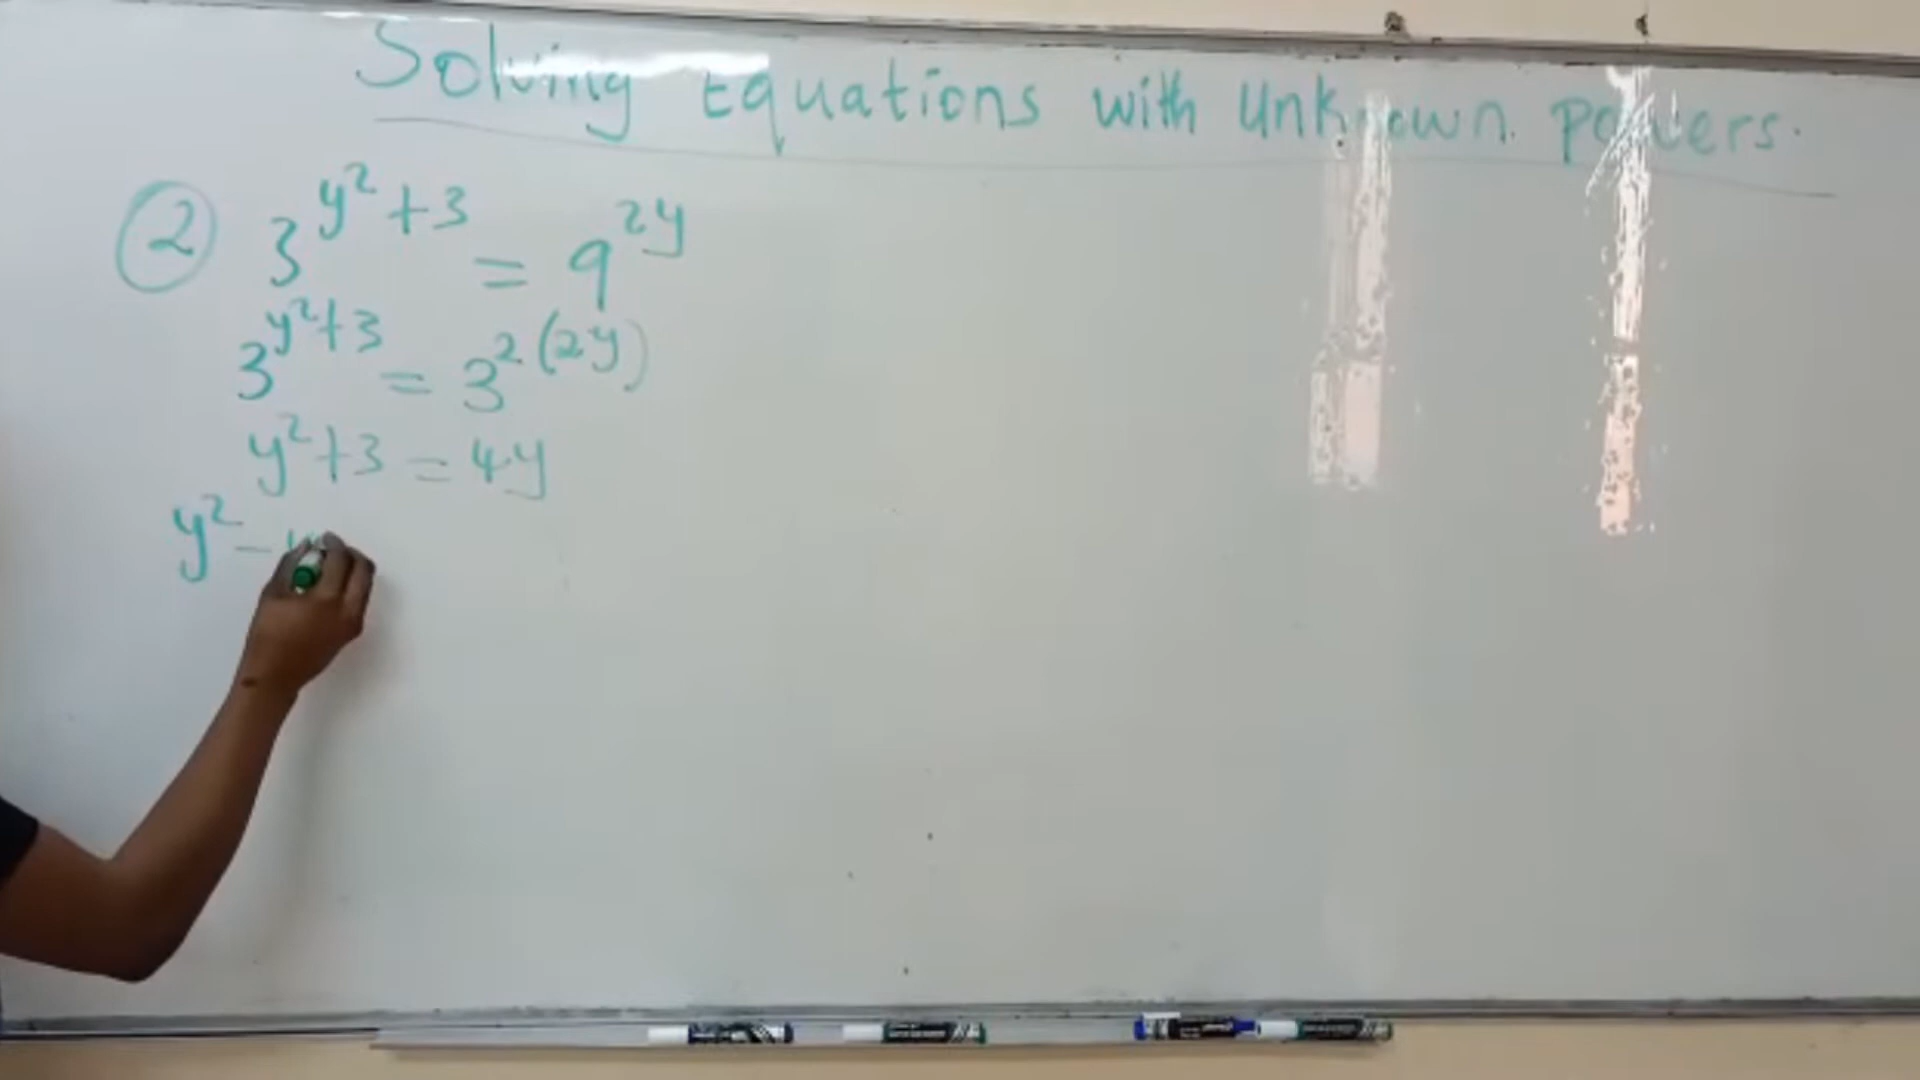 Solving Equations with Unknown Powers.
② 3^{y²+3} = 9^{2y}
3^{y²+3} = 3^{2(2y)}
y²+3 = 4y
y² -